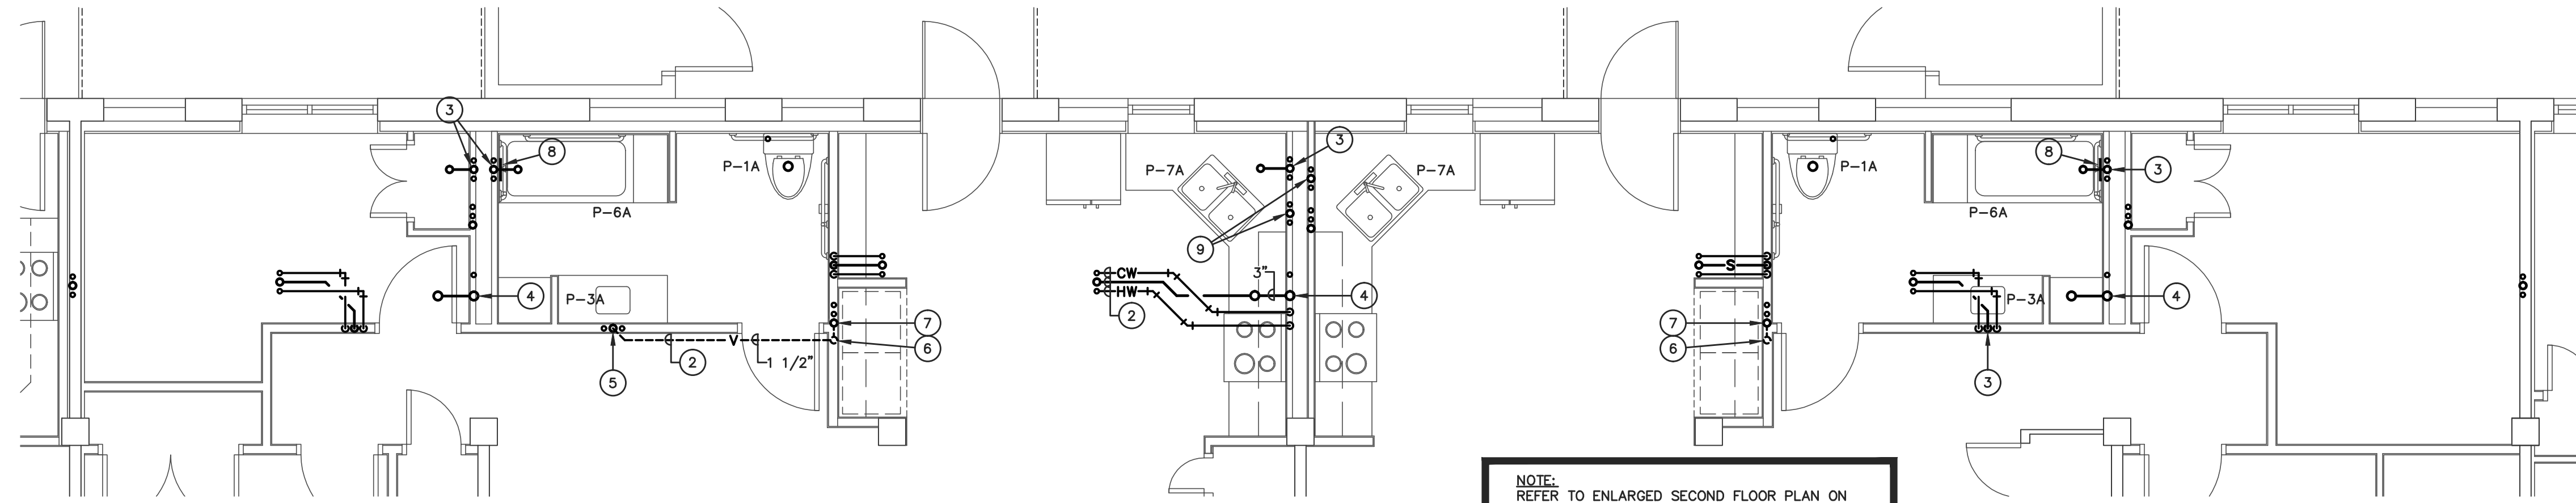 3
3
8
P-1A
P-7A
P-7A
P-1A
8
3
P-6A
P-6A
9
CW
3"
S
HW
P-3A
4
2
4
P-3A
4
7
7
V
6
6
2
1 1/2"
5
3
NOTE:
REFER TO ENLARGED SECOND FLOOR PLAN ON